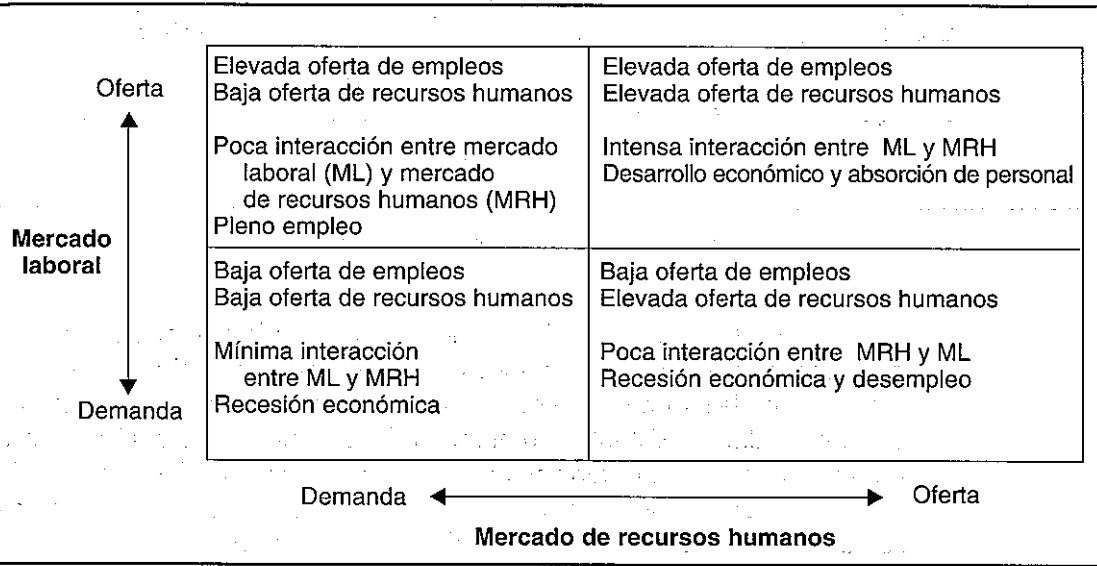 Oferta
Mercado
laboral
Demanda
Elevada oferta de empleos
Baja oferta de recursos humanos
Poca interacción entre mercado
laboral (ML) y mercado
de recursos humanos (MRH)
Pleno empleo
Elevada oferta de empleos
Elevada oferta de recursos humanos
Intensa interacción entre ML y MRH
Desarrollo económico y absorción de personal
Baja oferta de empleos
Baja oferta de recursos humanos
Mínima interacción
entre ML y MRH
Recesión económica
Baja oferta de empleos
Elevada oferta de recursos humanos
Poca interacción entre MRH y ML
Recesión económica y desempleo
Demanda
Oferta
Mercado de recursos humanos